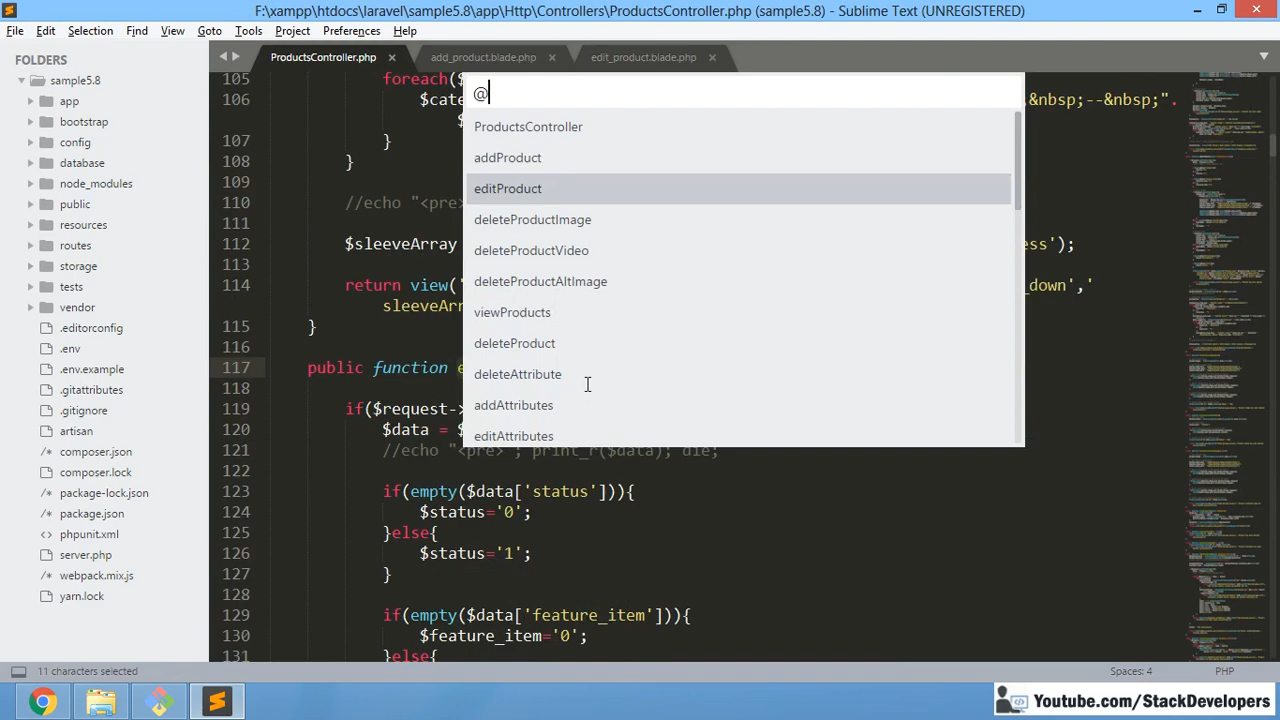 F:\xampp\htdocs\laravel\sample5.8\app\Http\Controllers\ProductsController.php (sample5.8) - Sublime Text (UNREGISTERED)
File Edit Selection Find View Goto Tools Project Preferences Help
FOLDERS
sample5.8
app
bootstrap
config
database
node_modules
public
resources
routes
storage
tests
vendor
.editorconfig
.env.example
.gitattributes
.gitignore
artisan
composer.json
composer.lock
package-lock.json
package.json
phpunit.xml
server.php
webpack.mix.js
yarn.lock
ProductsController.php add_product.blade.php edit_product.blade.php
@
ProductsController
addProduct
editProduct
deleteProductImage
deleteProductVideo
deleteProductAltImage
viewProducts
deleteProduct
deleteAttribute
addAttributes
editAttributes
105 foreach($
106 $cate &nbsp;--&nbsp;".
107 }
108 }
109
110 //echo "<pre>
111
112 $sleeveArray ess');
113
114 return view(' _down','
sleeveArr
115 }
116
117 public function e
118
119 if($request->
120 $data = $
121 //echo "<pre>"; print_r($data); die;
122
123 if(empty($data['status'])){
124 $status=
125 }else{
126 $status=
127 }
128
129 if(empty($data['feature_item'])){
130 $feature_item='0';
131 }else{
11 characters selected Spaces: 4 PHP
Youtube.com/StackDevelopers